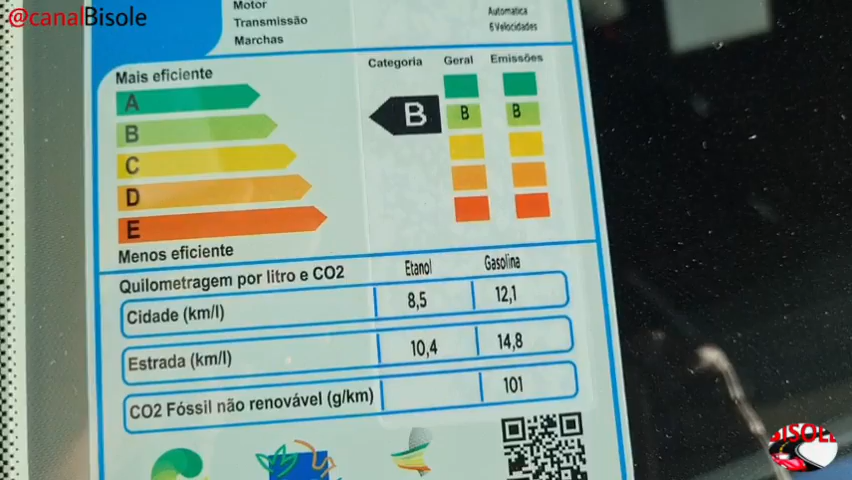 @canalBisole
Motor
Transmissão Automatica
Marchas 6 Velocidades
Mais eficiente Categoria Geral Emissões
A
B B B B
C
D
E
Menos eficiente
Quilometragem por litro e CO2 Etanol Gasolina
Cidade (km/l) 8,5 12,1
Estrada (km/l) 10,4 14,8
CO2 Fóssil não renovável (g/km) 101
BISOLE